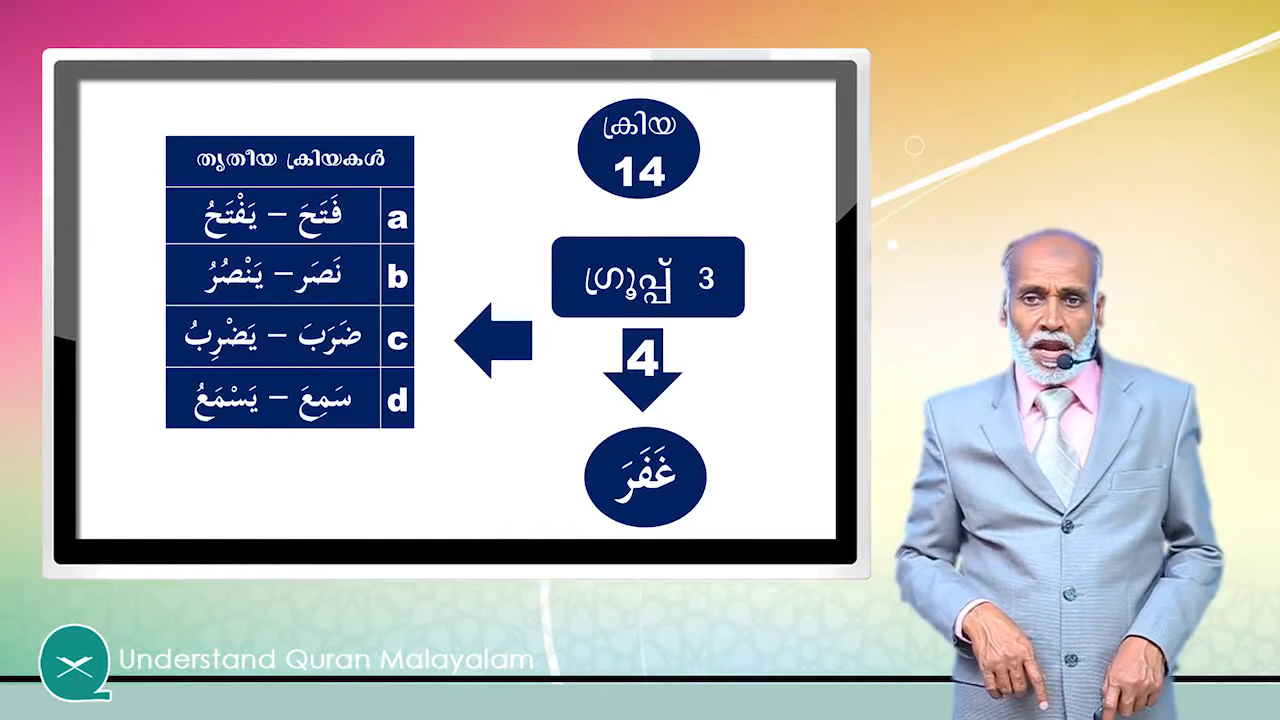 തൃതീയ ക്രിയകൾ
فَتَحَ – يَفْتَحُ a
نَصَر – يَنْصُرُ b
ضَرَبَ – يَضْرِبُ c
سَمِعَ – يَسْمَعُ d
ക്രിയ
14
ഗ്രൂപ്പ് 3
4
غَفَرَ
Understand Quran Malayalam